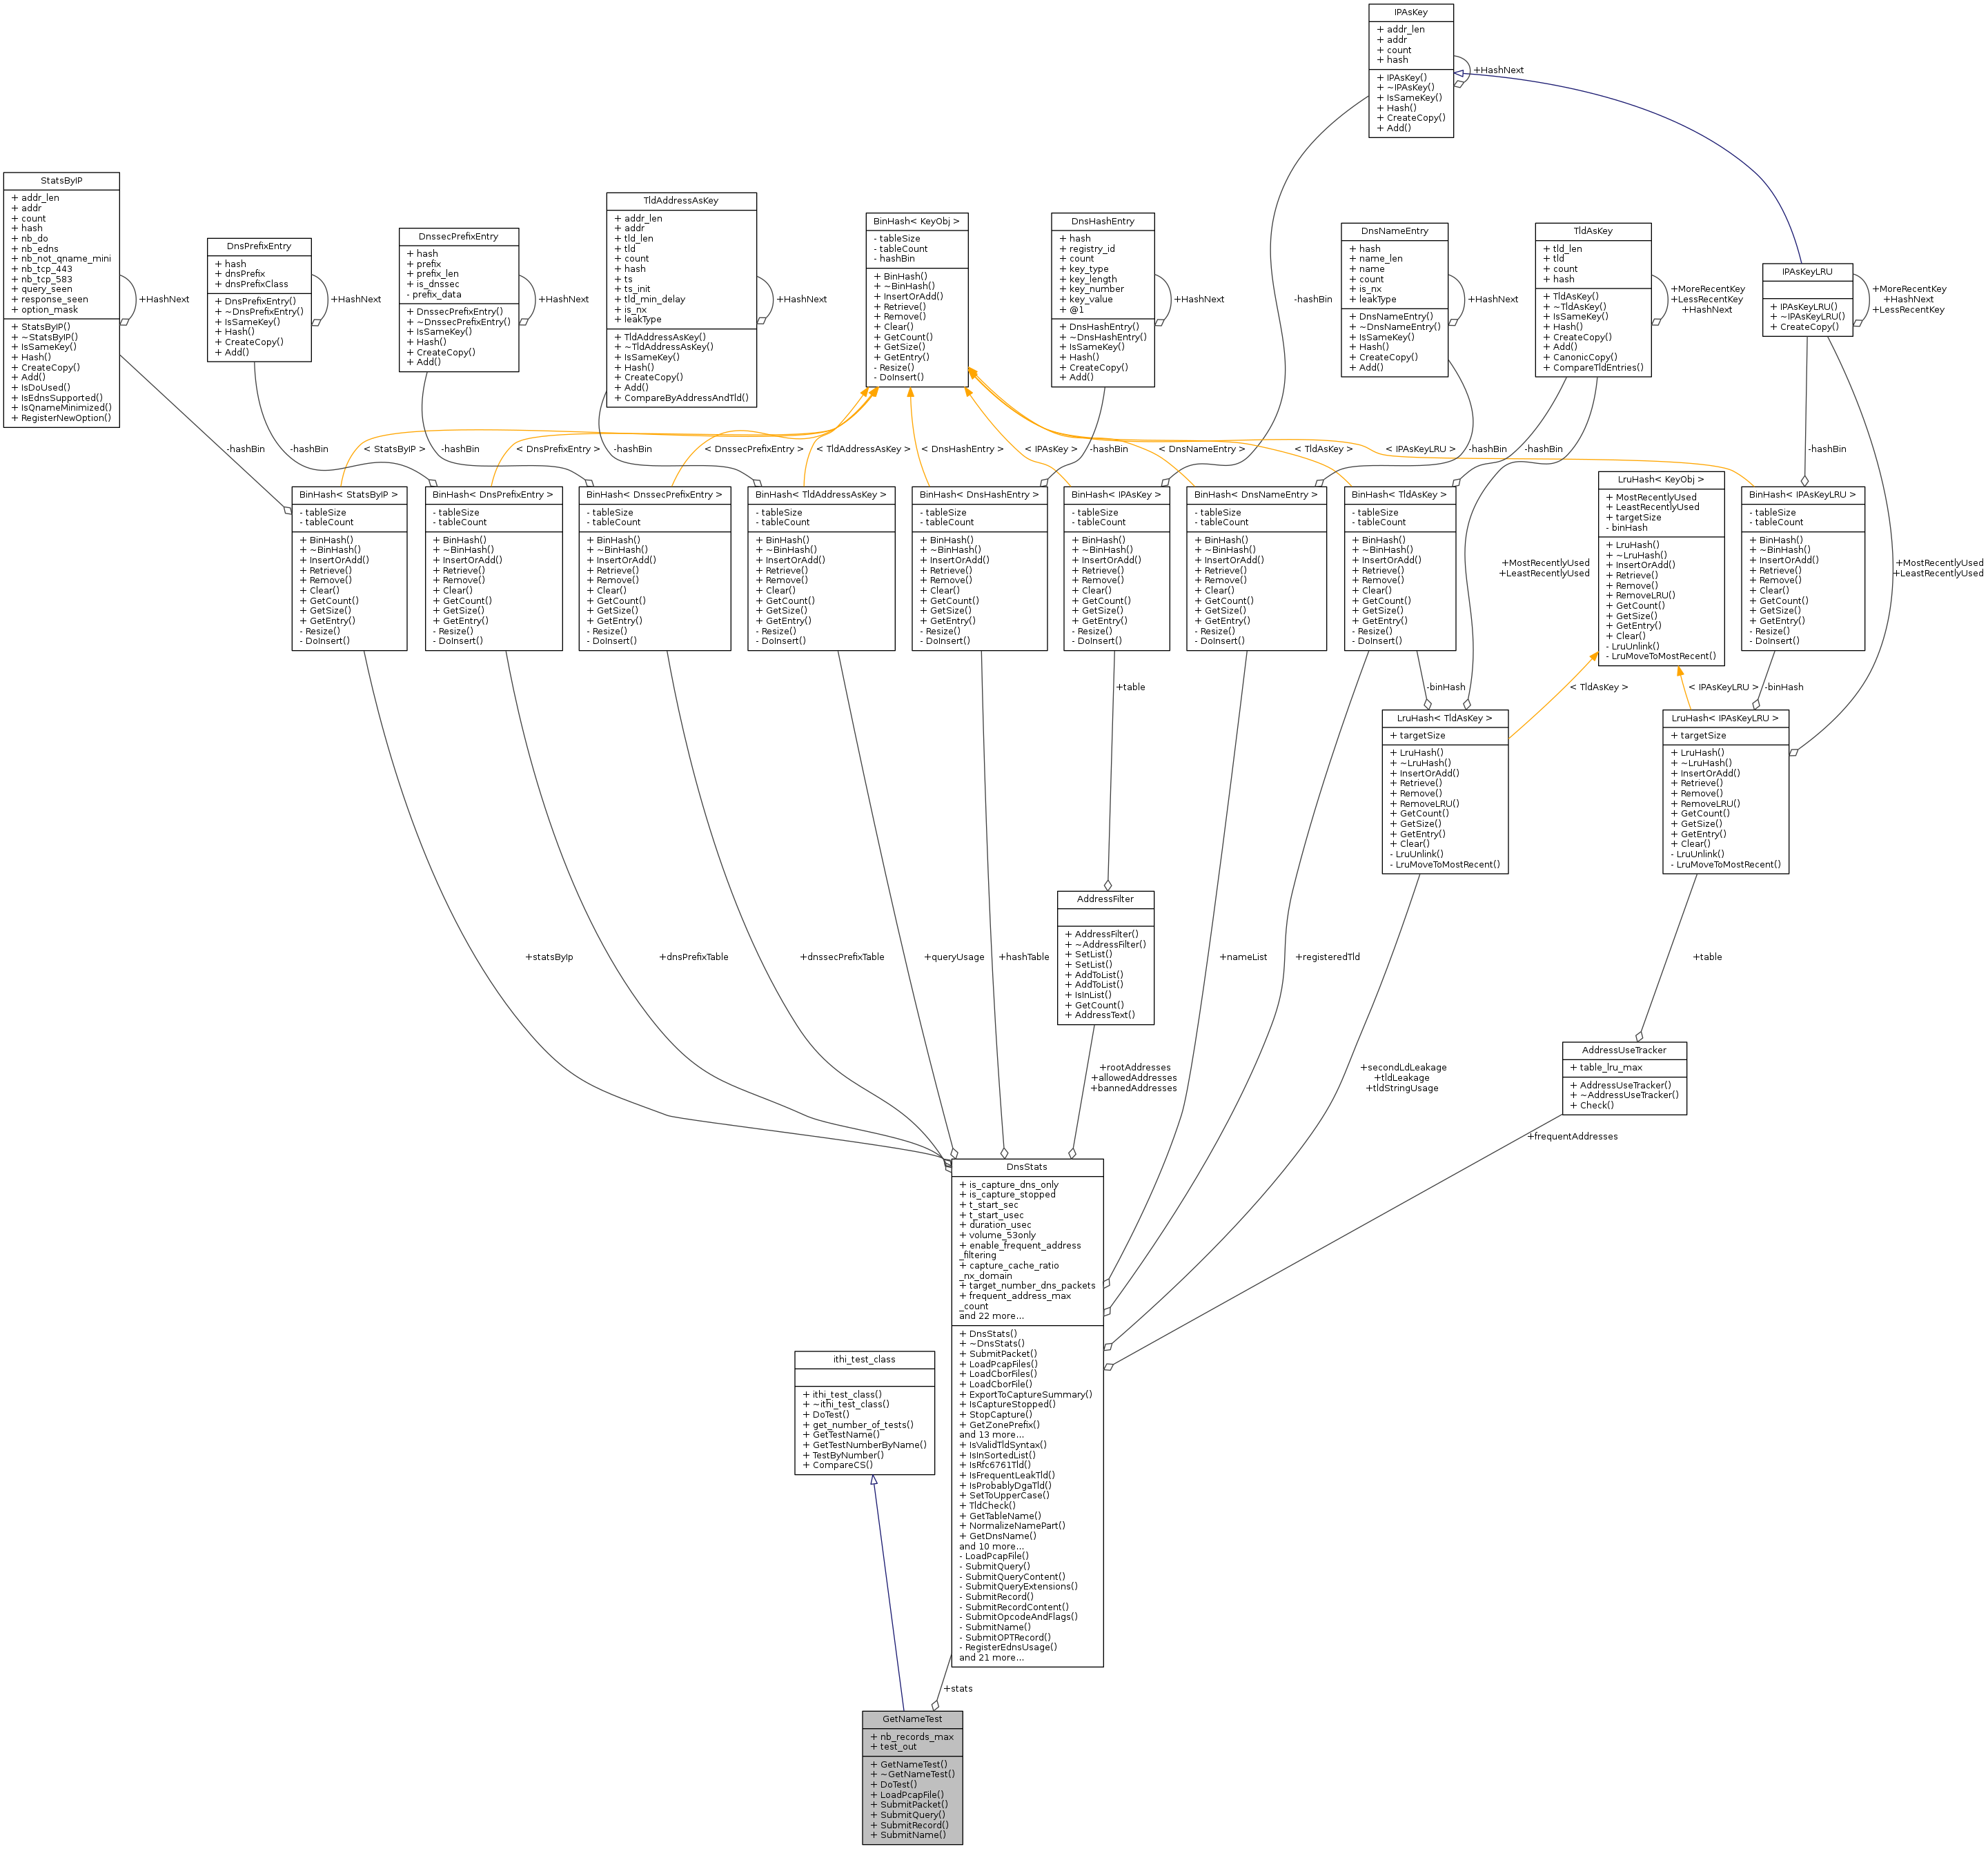 IPAsKey
+ addr_len
+ addr
+ count
+ hash
+ IPAsKey()
+ ~IPAsKey()
+ IsSameKey()
+ Hash()
+ CreateCopy()
+ Add()
+HashNext
StatsByIP
+ addr_len
+ addr
+ count
+ hash
+ nb_do
+ nb_edns
+ nb_not_qname_mini
+ nb_tcp_443
+ nb_tcp_583
+ query_seen
+ response_seen
+ option_mask
+ StatsByIP()
+ ~StatsByIP()
+ IsSameKey()
+ Hash()
+ CreateCopy()
+ Add()
+ IsDoUsed()
+ IsEdnsSupported()
+ IsQnameMinimized()
+ RegisterNewOption()
+HashNext
DnsPrefixEntry
+ hash
+ dnsPrefix
+ dnsPrefixClass
+ DnsPrefixEntry()
+ ~DnsPrefixEntry()
+ IsSameKey()
+ Hash()
+ CreateCopy()
+ Add()
+HashNext
DnssecPrefixEntry
+ hash
+ prefix
+ prefix_len
+ is_dnssec
- prefix_data
+ DnssecPrefixEntry()
+ ~DnssecPrefixEntry()
+ IsSameKey()
+ Hash()
+ CreateCopy()
+ Add()
+HashNext
TldAddressAsKey
+ addr_len
+ addr
+ tld_len
+ tld
+ count
+ hash
+ ts
+ ts_init
+ tld_min_delay
+ is_nx
+ leakType
+ TldAddressAsKey()
+ ~TldAddressAsKey()
+ IsSameKey()
+ Hash()
+ CreateCopy()
+ Add()
+ CompareByAddressAndTld()
+HashNext
BinHash< KeyObj >
- tableSize
- tableCount
- hashBin
+ BinHash()
+ ~BinHash()
+ InsertOrAdd()
+ Retrieve()
+ Remove()
+ Clear()
+ GetCount()
+ GetSize()
+ GetEntry()
- Resize()
- DoInsert()
DnsHashEntry
+ hash
+ registry_id
+ count
+ key_type
+ key_length
+ key_number
+ key_value
+ @1
+ DnsHashEntry()
+ ~DnsHashEntry()
+ IsSameKey()
+ Hash()
+ CreateCopy()
+ Add()
+HashNext
-hashBin
DnsNameEntry
+ hash
+ name_len
+ name
+ count
+ is_nx
+ leakType
+ DnsNameEntry()
+ ~DnsNameEntry()
+ IsSameKey()
+ Hash()
+ CreateCopy()
+ Add()
+HashNext
TldAsKey
+ tld_len
+ tld
+ count
+ hash
+ TldAsKey()
+ ~TldAsKey()
+ IsSameKey()
+ Hash()
+ CreateCopy()
+ Add()
+ CanonicCopy()
+ CompareTldEntries()
+MoreRecentKey
+LessRecentKey
+HashNext
IPAsKeyLRU
+ IPAsKeyLRU()
+ ~IPAsKeyLRU()
+ CreateCopy()
+MoreRecentKey
+HashNext
+LessRecentKey
-hashBin
-hashBin
< StatsByIP >
-hashBin
< DnsPrefixEntry >
-hashBin
< DnssecPrefixEntry >
< TldAddressAsKey >
< DnsHashEntry >
< IPAsKey >
-hashBin
< DnsNameEntry >
< TldAsKey >
< IPAsKeyLRU >
-hashBin
-hashBin
-hashBin
BinHash< StatsByIP >
- tableSize
- tableCount
+ BinHash()
+ ~BinHash()
+ InsertOrAdd()
+ Retrieve()
+ Remove()
+ Clear()
+ GetCount()
+ GetSize()
+ GetEntry()
- Resize()
- DoInsert()
BinHash< DnsPrefixEntry >
- tableSize
- tableCount
+ BinHash()
+ ~BinHash()
+ InsertOrAdd()
+ Retrieve()
+ Remove()
+ Clear()
+ GetCount()
+ GetSize()
+ GetEntry()
- Resize()
- DoInsert()
BinHash< DnssecPrefixEntry >
- tableSize
- tableCount
+ BinHash()
+ ~BinHash()
+ InsertOrAdd()
+ Retrieve()
+ Remove()
+ Clear()
+ GetCount()
+ GetSize()
+ GetEntry()
- Resize()
- DoInsert()
BinHash< TldAddressAsKey >
- tableSize
- tableCount
+ BinHash()
+ ~BinHash()
+ InsertOrAdd()
+ Retrieve()
+ Remove()
+ Clear()
+ GetCount()
+ GetSize()
+ GetEntry()
- Resize()
- DoInsert()
BinHash< DnsHashEntry >
- tableSize
- tableCount
+ BinHash()
+ ~BinHash()
+ InsertOrAdd()
+ Retrieve()
+ Remove()
+ Clear()
+ GetCount()
+ GetSize()
+ GetEntry()
- Resize()
- DoInsert()
BinHash< IPAsKey >
- tableSize
- tableCount
+ BinHash()
+ ~BinHash()
+ InsertOrAdd()
+ Retrieve()
+ Remove()
+ Clear()
+ GetCount()
+ GetSize()
+ GetEntry()
- Resize()
- DoInsert()
BinHash< DnsNameEntry >
- tableSize
- tableCount
+ BinHash()
+ ~BinHash()
+ InsertOrAdd()
+ Retrieve()
+ Remove()
+ Clear()
+ GetCount()
+ GetSize()
+ GetEntry()
- Resize()
- DoInsert()
BinHash< TldAsKey >
- tableSize
- tableCount
+ BinHash()
+ ~BinHash()
+ InsertOrAdd()
+ Retrieve()
+ Remove()
+ Clear()
+ GetCount()
+ GetSize()
+ GetEntry()
- Resize()
- DoInsert()
+MostRecentlyUsed
+LeastRecentlyUsed
LruHash< KeyObj >
+ MostRecentlyUsed
+ LeastRecentlyUsed
+ targetSize
- binHash
+ LruHash()
+ ~LruHash()
+ InsertOrAdd()
+ Retrieve()
+ Remove()
+ RemoveLRU()
+ GetCount()
+ GetSize()
+ GetEntry()
+ Clear()
- LruUnlink()
- LruMoveToMostRecent()
BinHash< IPAsKeyLRU >
- tableSize
- tableCount
+ BinHash()
+ ~BinHash()
+ InsertOrAdd()
+ Retrieve()
+ Remove()
+ Clear()
+ GetCount()
+ GetSize()
+ GetEntry()
- Resize()
- DoInsert()
+MostRecentlyUsed
+LeastRecentlyUsed
+table
-binHash
< TldAsKey >
< IPAsKeyLRU >
-binHash
LruHash< TldAsKey >
+ targetSize
+ LruHash()
+ ~LruHash()
+ InsertOrAdd()
+ Retrieve()
+ Remove()
+ RemoveLRU()
+ GetCount()
+ GetSize()
+ GetEntry()
+ Clear()
- LruUnlink()
- LruMoveToMostRecent()
LruHash< IPAsKeyLRU >
+ targetSize
+ LruHash()
+ ~LruHash()
+ InsertOrAdd()
+ Retrieve()
+ Remove()
+ RemoveLRU()
+ GetCount()
+ GetSize()
+ GetEntry()
+ Clear()
- LruUnlink()
- LruMoveToMostRecent()
AddressFilter
+ AddressFilter()
+ ~AddressFilter()
+ SetList()
+ SetList()
+ AddToList()
+ AddToList()
+ IsInList()
+ GetCount()
+ AddressText()
+statsByIp
+dnsPrefixTable
+dnssecPrefixTable
+queryUsage
+hashTable
+nameList
+registeredTld
+table
AddressUseTracker
+ table_lru_max
+ AddressUseTracker()
+ ~AddressUseTracker()
+ Check()
+rootAddresses
+allowedAddresses
+bannedAddresses
+secondLdLeakage
+tldLeakage
+tldStringUsage
+frequentAddresses
DnsStats
+ is_capture_dns_only
+ is_capture_stopped
+ t_start_sec
+ t_start_usec
+ duration_usec
+ volume_53only
+ enable_frequent_address
_filtering
+ capture_cache_ratio
_nx_domain
+ target_number_dns_packets
+ frequent_address_max
_count
and 22 more...
+ DnsStats()
+ ~DnsStats()
+ SubmitPacket()
+ LoadPcapFiles()
+ LoadCborFiles()
+ LoadCborFile()
+ ExportToCaptureSummary()
+ IsCaptureStopped()
+ StopCapture()
+ GetZonePrefix()
and 13 more...
+ IsValidTldSyntax()
+ IsInSortedList()
+ IsRfc6761Tld()
+ IsFrequentLeakTld()
+ IsProbablyDgaTld()
+ SetToUpperCase()
+ TldCheck()
+ GetTableName()
+ NormalizeNamePart()
+ GetDnsName()
and 10 more...
- LoadPcapFile()
- SubmitQuery()
- SubmitQueryContent()
- SubmitQueryExtensions()
- SubmitRecord()
- SubmitRecordContent()
- SubmitOpcodeAndFlags()
- SubmitName()
- SubmitOPTRecord()
- RegisterEdnsUsage()
and 21 more...
ithi_test_class
+ ithi_test_class()
+ ~ithi_test_class()
+ DoTest()
+ get_number_of_tests()
+ GetTestName()
+ GetTestNumberByName()
+ TestByNumber()
+ CompareCS()
+stats
GetNameTest
+ nb_records_max
+ test_out
+ GetNameTest()
+ ~GetNameTest()
+ DoTest()
+ LoadPcapFile()
+ SubmitPacket()
+ SubmitQuery()
+ SubmitRecord()
+ SubmitName()